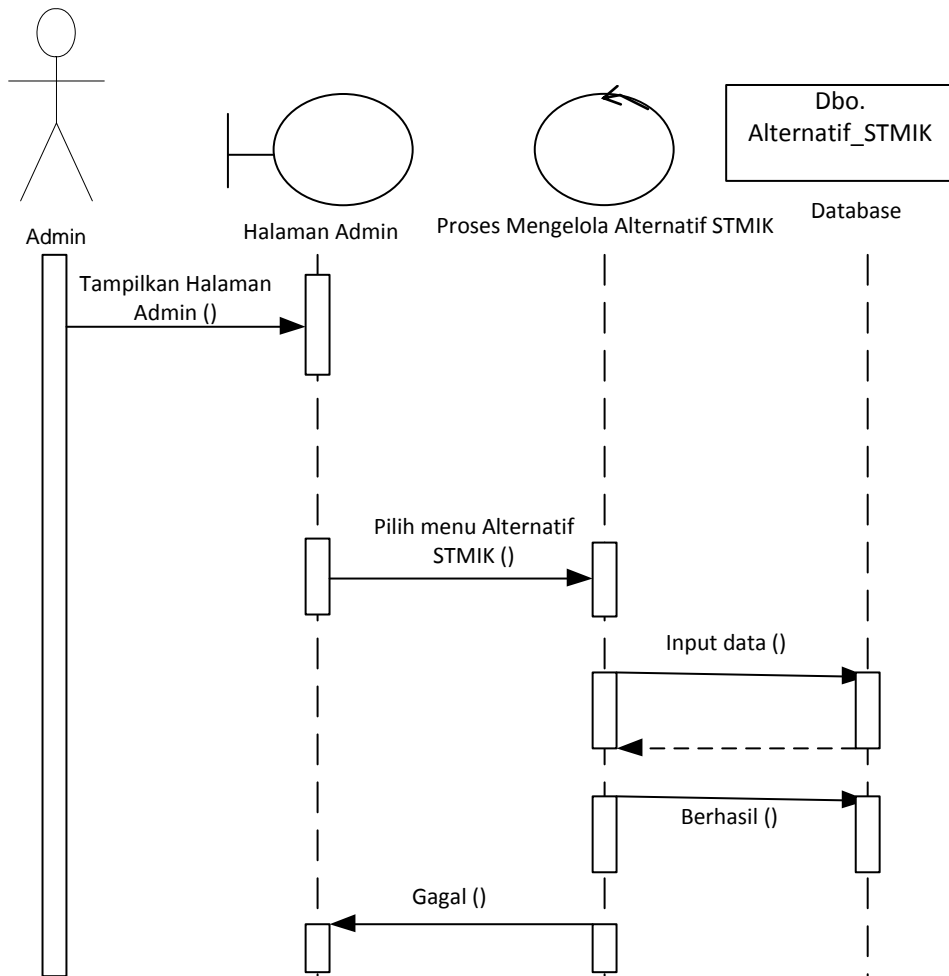 Dbo.
Alternatif_STMIK
Admin
Halaman Admin
Proses Mengelola Alternatif STMIK
Database
Tampilkan Halaman
Admin ()
Pilih menu Alternatif
STMIK ()
Input data ()
Berhasil ()
Gagal ()